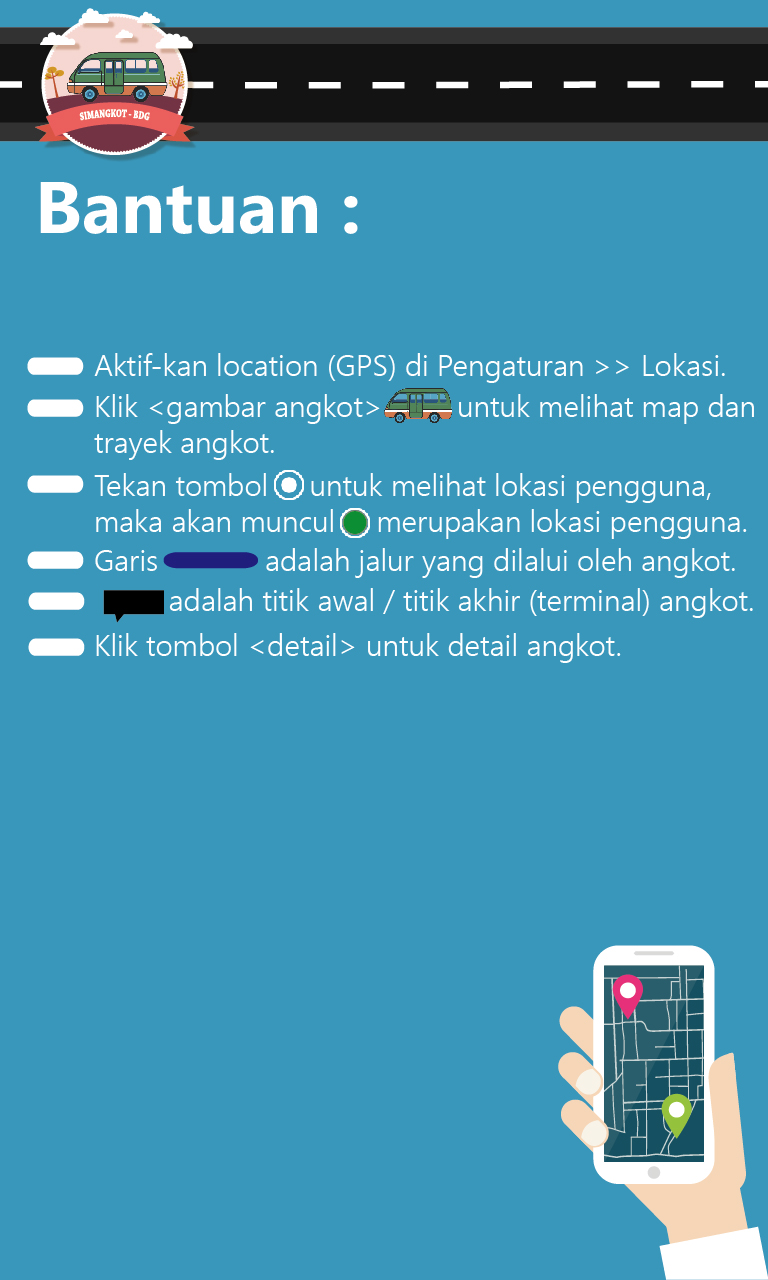 SIMANGKOT - BDG
Bantuan :
Aktif-kan location (GPS) di Pengaturan >> Lokasi.
Klik <gambar angkot> untuk melihat map dan
trayek angkot.
Tekan tombol untuk melihat lokasi pengguna,
maka akan muncul merupakan lokasi pengguna.
Garis adalah jalur yang dilalui oleh angkot.
adalah titik awal / titik akhir (terminal) angkot.
Klik tombol <detail> untuk detail angkot.